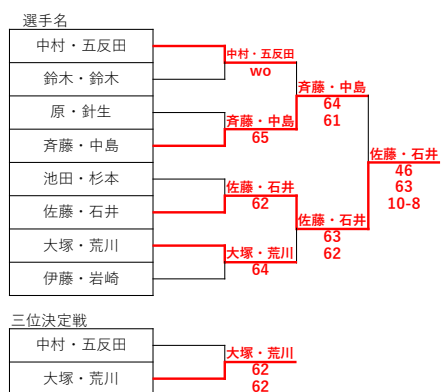 選手名
中村・五反田
鈴木・鈴木
原・針生
斉藤・中島
池田・杉本
佐藤・石井
大塚・荒川
伊藤・岩崎
中村・五反田
wo
斉藤・中島
65
佐藤・石井
62
大塚・荒川
64
斉藤・中島
64
61
佐藤・石井
63
62
佐藤・石井
46
63
10-8
三位決定戦
中村・五反田
大塚・荒川
大塚・荒川
62
62